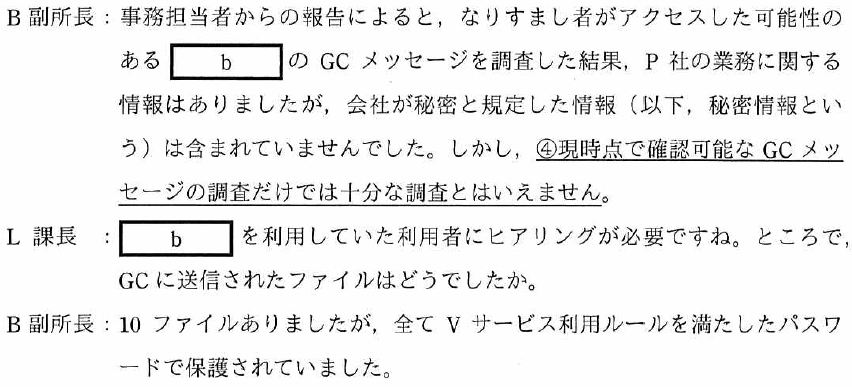 B 副所長：事務担当者からの報告によると，なりすまし者がアクセスした可能性の
ある b の GC メッセージを調査した結果，P 社の業務に関する
情報はありましたが，会社が秘密と規定した情報（以下，秘密情報とい
う）は含まれていませんでした。しかし，④現時点で確認可能な GC メッ
セージの調査だけでは十分な調査とはいえません。
L 課長　： b を利用していた利用者にヒアリングが必要ですね。ところで，
GC に送信されたファイルはどうでしたか。
B 副所長：10 ファイルありましたが，全て V サービス利用ルールを満たしたパスワ
ードで保護されていました。